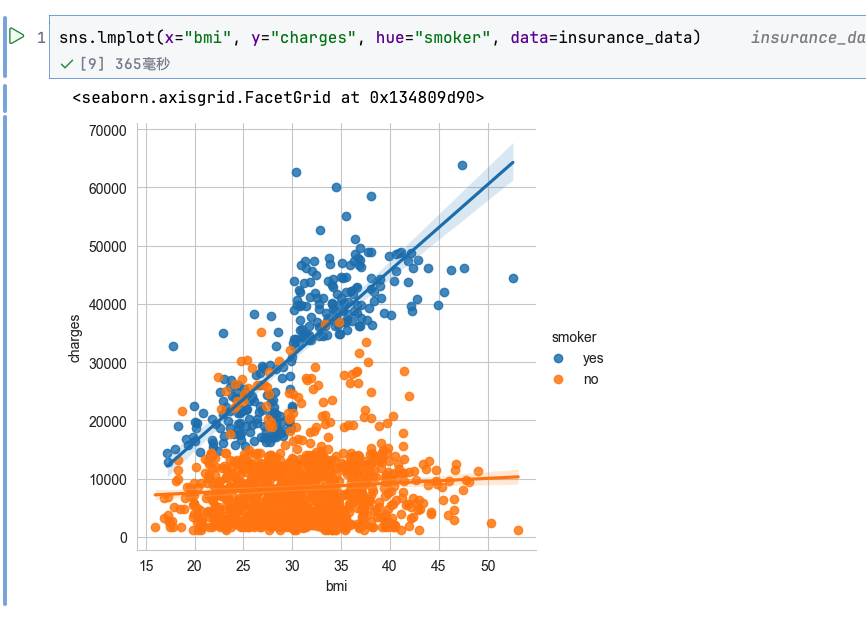 1 sns.lmplot(x="bmi", y="charges", hue="smoker", data=insurance_data) insurance_da
[9] 365毫秒
<seaborn.axisgrid.FacetGrid at 0x134809d90>
70000
60000
50000
40000
30000
20000
10000
0
charges
15 20 25 30 35 40 45 50
bmi
smoker
yes
no